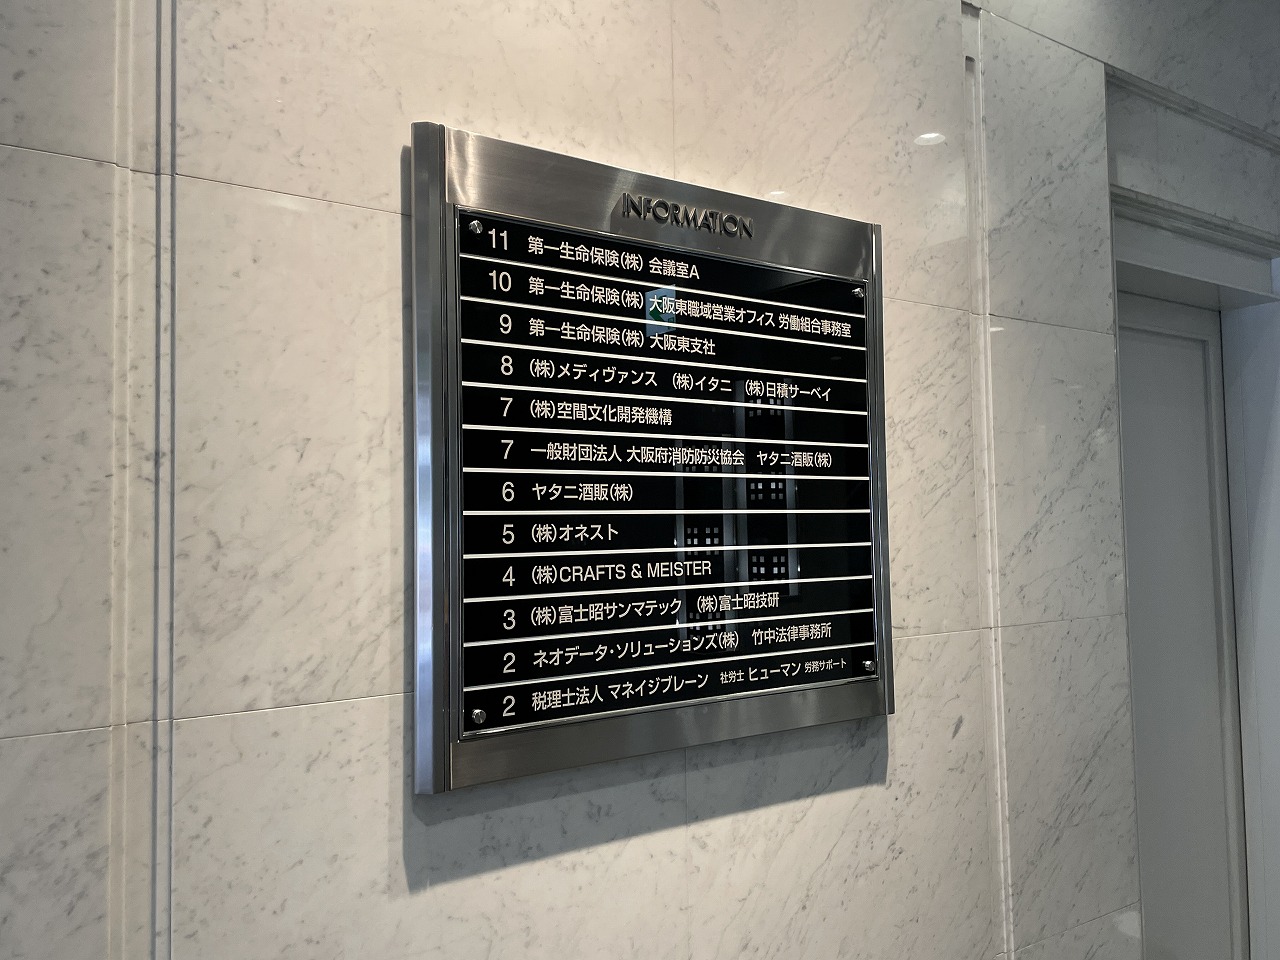 INFORMATION
11 第一生命保険(株) 会議室A
10 第一生命保険(株) 大阪東職域営業オフィス 労働組合事務室
9 第一生命保険(株) 大阪東支社
8 (株)メディヴァンス (株)イタニ (株)日積サーベイ
7 (株)空間文化開発機構
7 一般財団法人 大阪府消防防災協会 ヤタニ酒販(株)
6 ヤタニ酒販(株)
5 (株)オネスト
4 (株)CRAFTS & MEISTER
3 (株)富士昭サンマテック (株)富士昭技研
2 ネオデータ・ソリューションズ(株) 竹中法律事務所
2 税理士法人 マネイジブレーン 社労士 ヒューマン 労務サポート